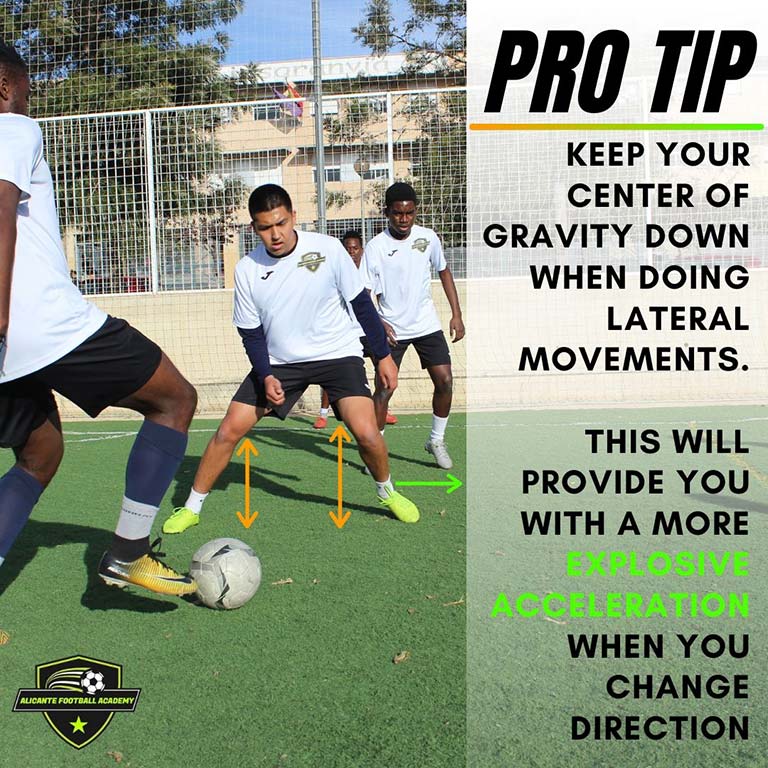 PRO TIP
KEEP YOUR
CENTER OF
GRAVITY DOWN
WHEN DOING
LATERAL
MOVEMENTS.
THIS WILL
PROVIDE YOU
WITH A MORE
EXPLOSIVE
ACCELERATION
WHEN YOU
CHANGE
DIRECTION
ALICANTE FOOTBALL ACADEMY